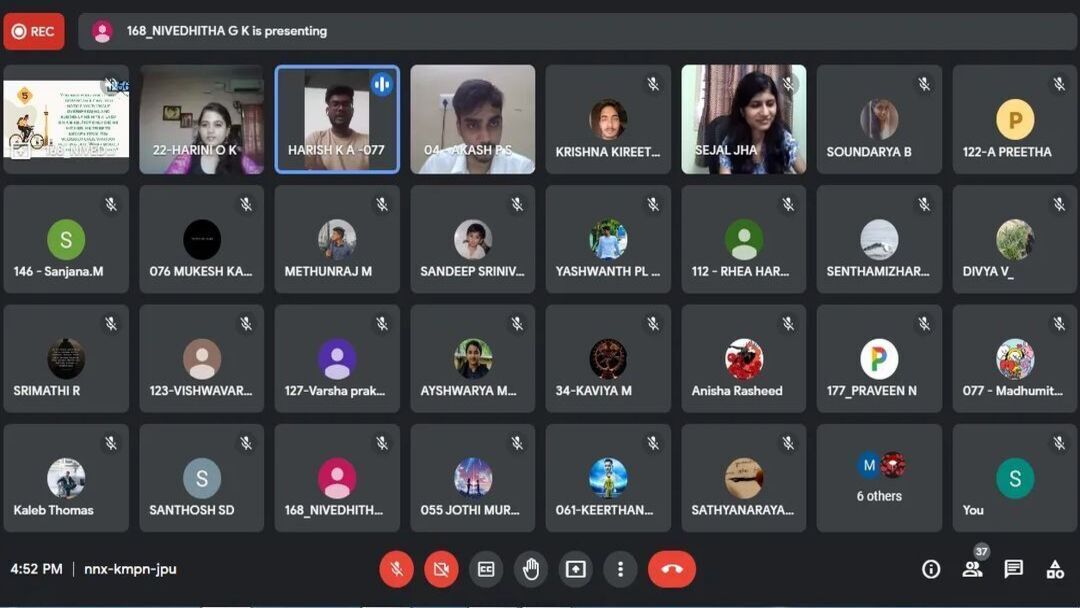 REC
168_NIVEDHITHA G K is presenting
5
22-HARINI O K
HARISH K A -077
04 - AKASH P S
KRISHNA KIREET...
SEJAL JHA
SOUNDARYA B
P
122-A PREETHA
S
146 - Sanjana.M
076 MUKESH KA...
METHUNRAJ M
SANDEEP SRINIV...
YASHWANTH PL ...
112 - RHEA HAR...
SENTHAMIZHAR...
DIVYA V_
SRIMATHI R
123-VISHWAVAR...
127-Varsha prak...
AYSHWARYA M...
34-KAVIYA M
Anisha Rasheed
P
177_PRAVEEN N
077 - Madhumit...
Kaleb Thomas
S
SANTHOSH SD
168_NIVEDHITH...
055 JOTHI MUR...
061-KEERTHAN...
SATHYANARAYA...
M
6 others
S
You
4:52 PM | nnx-kmpn-jpu
CC
37